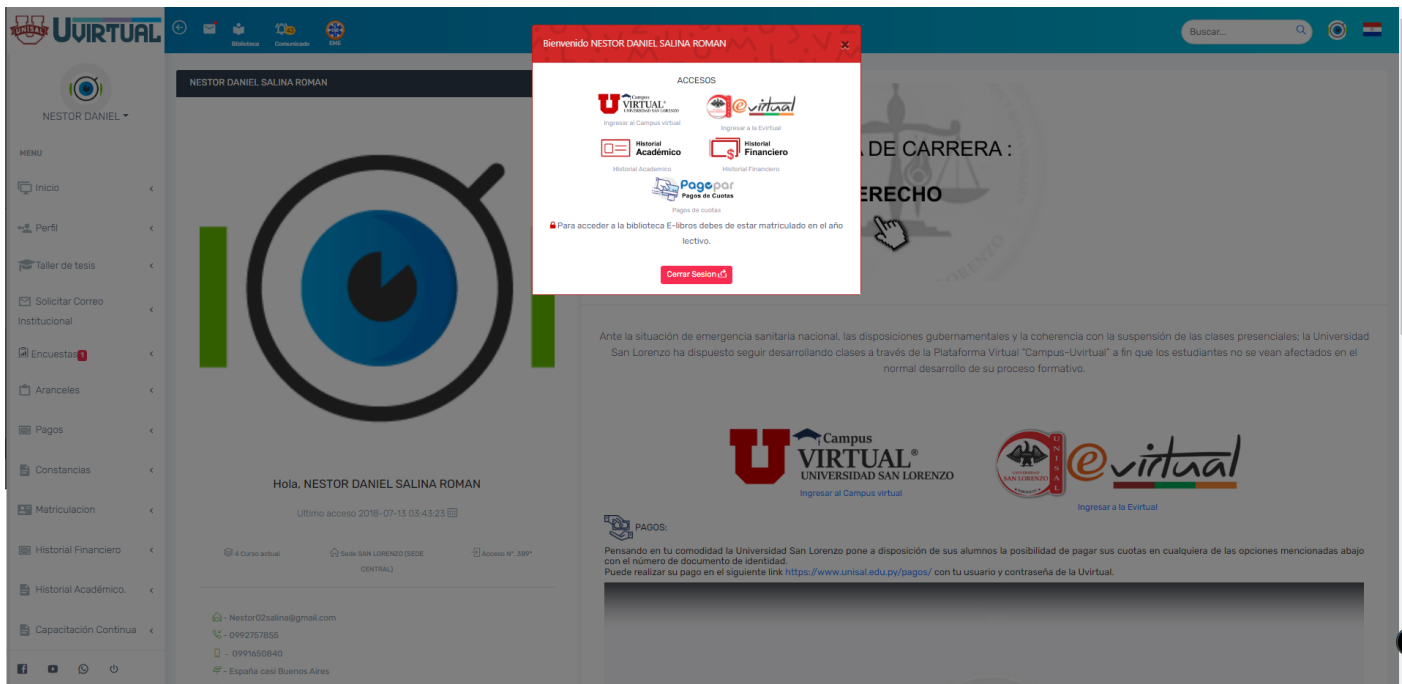 UNISAL UVIRTUAL
Biblioteca
Comunicado
EME
Buscar...
NESTOR DANIEL
MENU
Inicio
Perfil
Taller de tesis
Solicitar Correo
Institucional
Encuestas 1
Aranceles
Pagos
Constancias
Matriculacion
Historial Financiero
Historial Académico.
Capacitación Continua
NESTOR DANIEL SALINA ROMAN
Hola, NESTOR DANIEL SALINA ROMAN
Ultimo acceso 2018-07-13 03:43:23
4 Curso actual
Sede SAN LORENZO (SEDE
CENTRAL)
Acceso N°. 389°
- Nestor02salina@gmail.com
- 0992757855
- 0991650840
- España casi Buenos Aires
Bienvenido NESTOR DANIEL SALINA ROMAN
x
ACCESOS
Campus
VIRTUAL
UNIVERSIDAD SAN LORENZO
Ingresar al Campus virtual
evirtual
Ingresar a la Evirtual
Historial
Académico
Historial Academico
Historial
Financiero
Historial Financiero
Pagopar
Pagos de Cuotas
Pagos de cuotas
Para acceder a la biblioteca E-libros debes de estar matriculado en el año
lectivo.
Cerrar Sesion
DE CARRERA :
ERECHO
Ante la situación de emergencia sanitaria nacional, las disposiciones gubernamentales y la coherencia con la suspensión de las clases presenciales; la Universidad
San Lorenzo ha dispuesto seguir desarrollando clases a través de la Plataforma Virtual "Campus-Uvirtual" a fin que los estudiantes no se vean afectados en el
normal desarrollo de su proceso formativo.
Campus
VIRTUAL®
UNIVERSIDAD SAN LORENZO
Ingresar al Campus virtual
SAN LORENZO
UNISAL
evirtual
Ingresar a la Evirtual
PAGOS:
Pensando en tu comodidad la Universidad San Lorenzo pone a disposición de sus alumnos la posibilidad de pagar sus cuotas en cualquiera de las opciones mencionadas abajo
con el número de documento de identidad.
Puede realizar su pago en el siguiente link https://www.unisal.edu.py/pagos/ con tu usuario y contraseña de la Uvirtual.